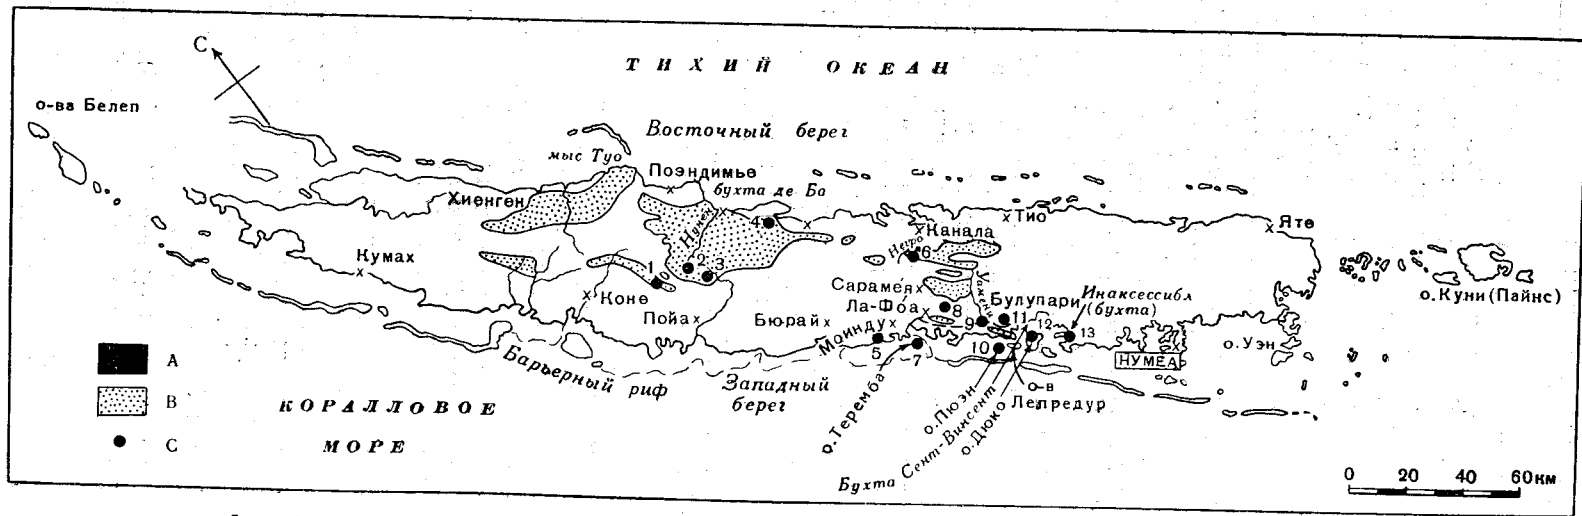 С
ТИХИЙ ОКЕАН
о-ва Белеп
Восточный берег
мыс Туо
Поэндимье
бухта де Ба
Хиенген
Тио
Яте
Канала
4
Негро
6
Кумах
1
2
3
Коне
Сарамея
Ла-Фоа
Уамени
Булупари
Инаксессибл
(бухта)
о.Куни(Пайнс)
8
Пойа
Бюрай
Моинду
9
11
12
13
5
7
10
о.Уэн
НУМЕА
Барьерный риф
Западный
берег
А
В
С
КОРАЛЛОВОЕ
МОРЕ
о.Теремба
о.Пюэн
Бухта Сент-Винсент
о.Дюко
о-в
Лепредур
0 20 40 60км